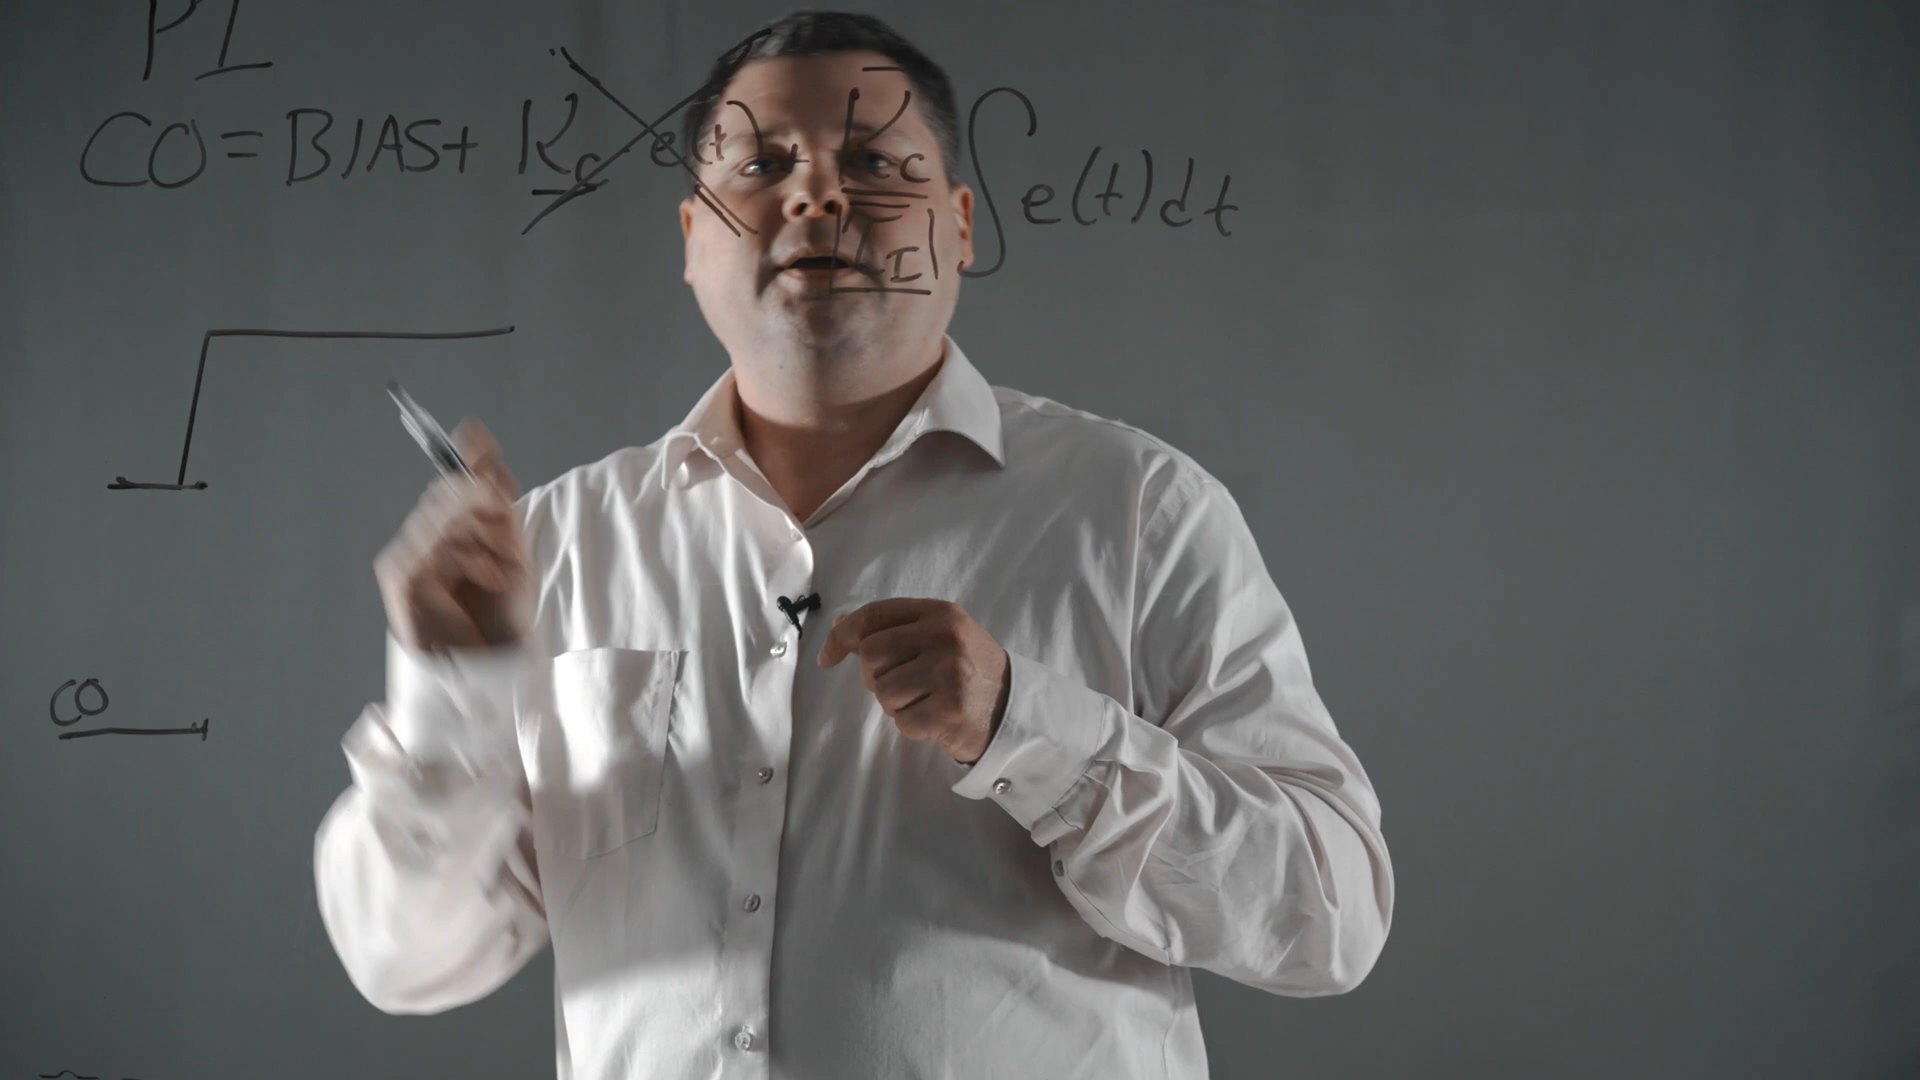 PI
CO = BIAS + Kc e(t) + Kc/TI ∫e(t)dt
CO